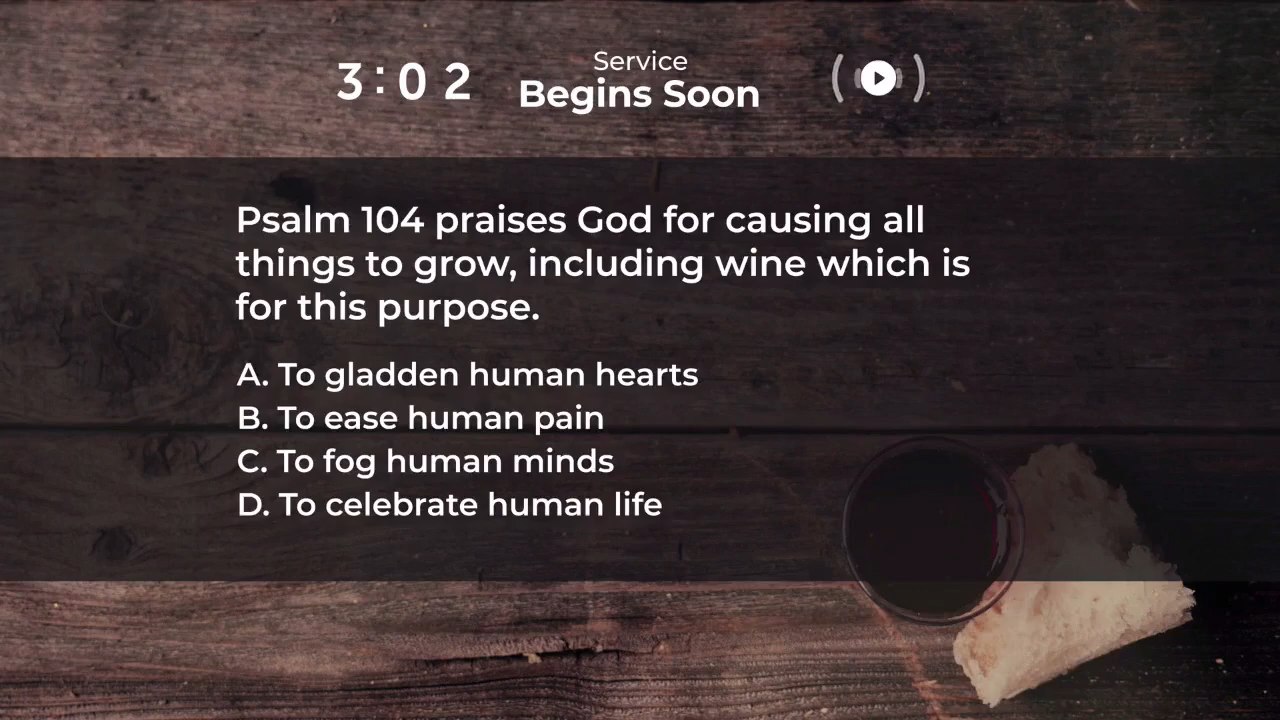 3:02
Service
Begins Soon
Psalm 104 praises God for causing all
things to grow, including wine which is
for this purpose.
A. To gladden human hearts
B. To ease human pain
C. To fog human minds
D. To celebrate human life